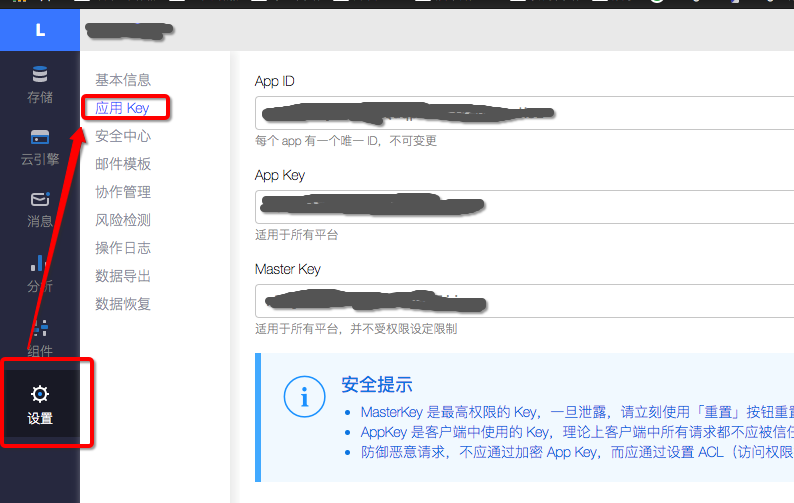 L
存储
云引擎
消息
分析
组件
设置
基本信息
应用 Key
安全中心
邮件模板
协作管理
风险检测
操作日志
数据导出
数据恢复
App ID
每个 app 有一个唯一 ID，不可变更
App Key
适用于所有平台
Master Key
适用于所有平台，并不受权限设定限制
安全提示
MasterKey 是最高权限的 Key，一旦泄露，请立刻使用「重置」按钮重置
AppKey 是客户端中使用的 Key，理论上客户端中所有请求都不应被信任
防御恶意请求，不应通过加密 App Key，而应通过设置 ACL（访问权限